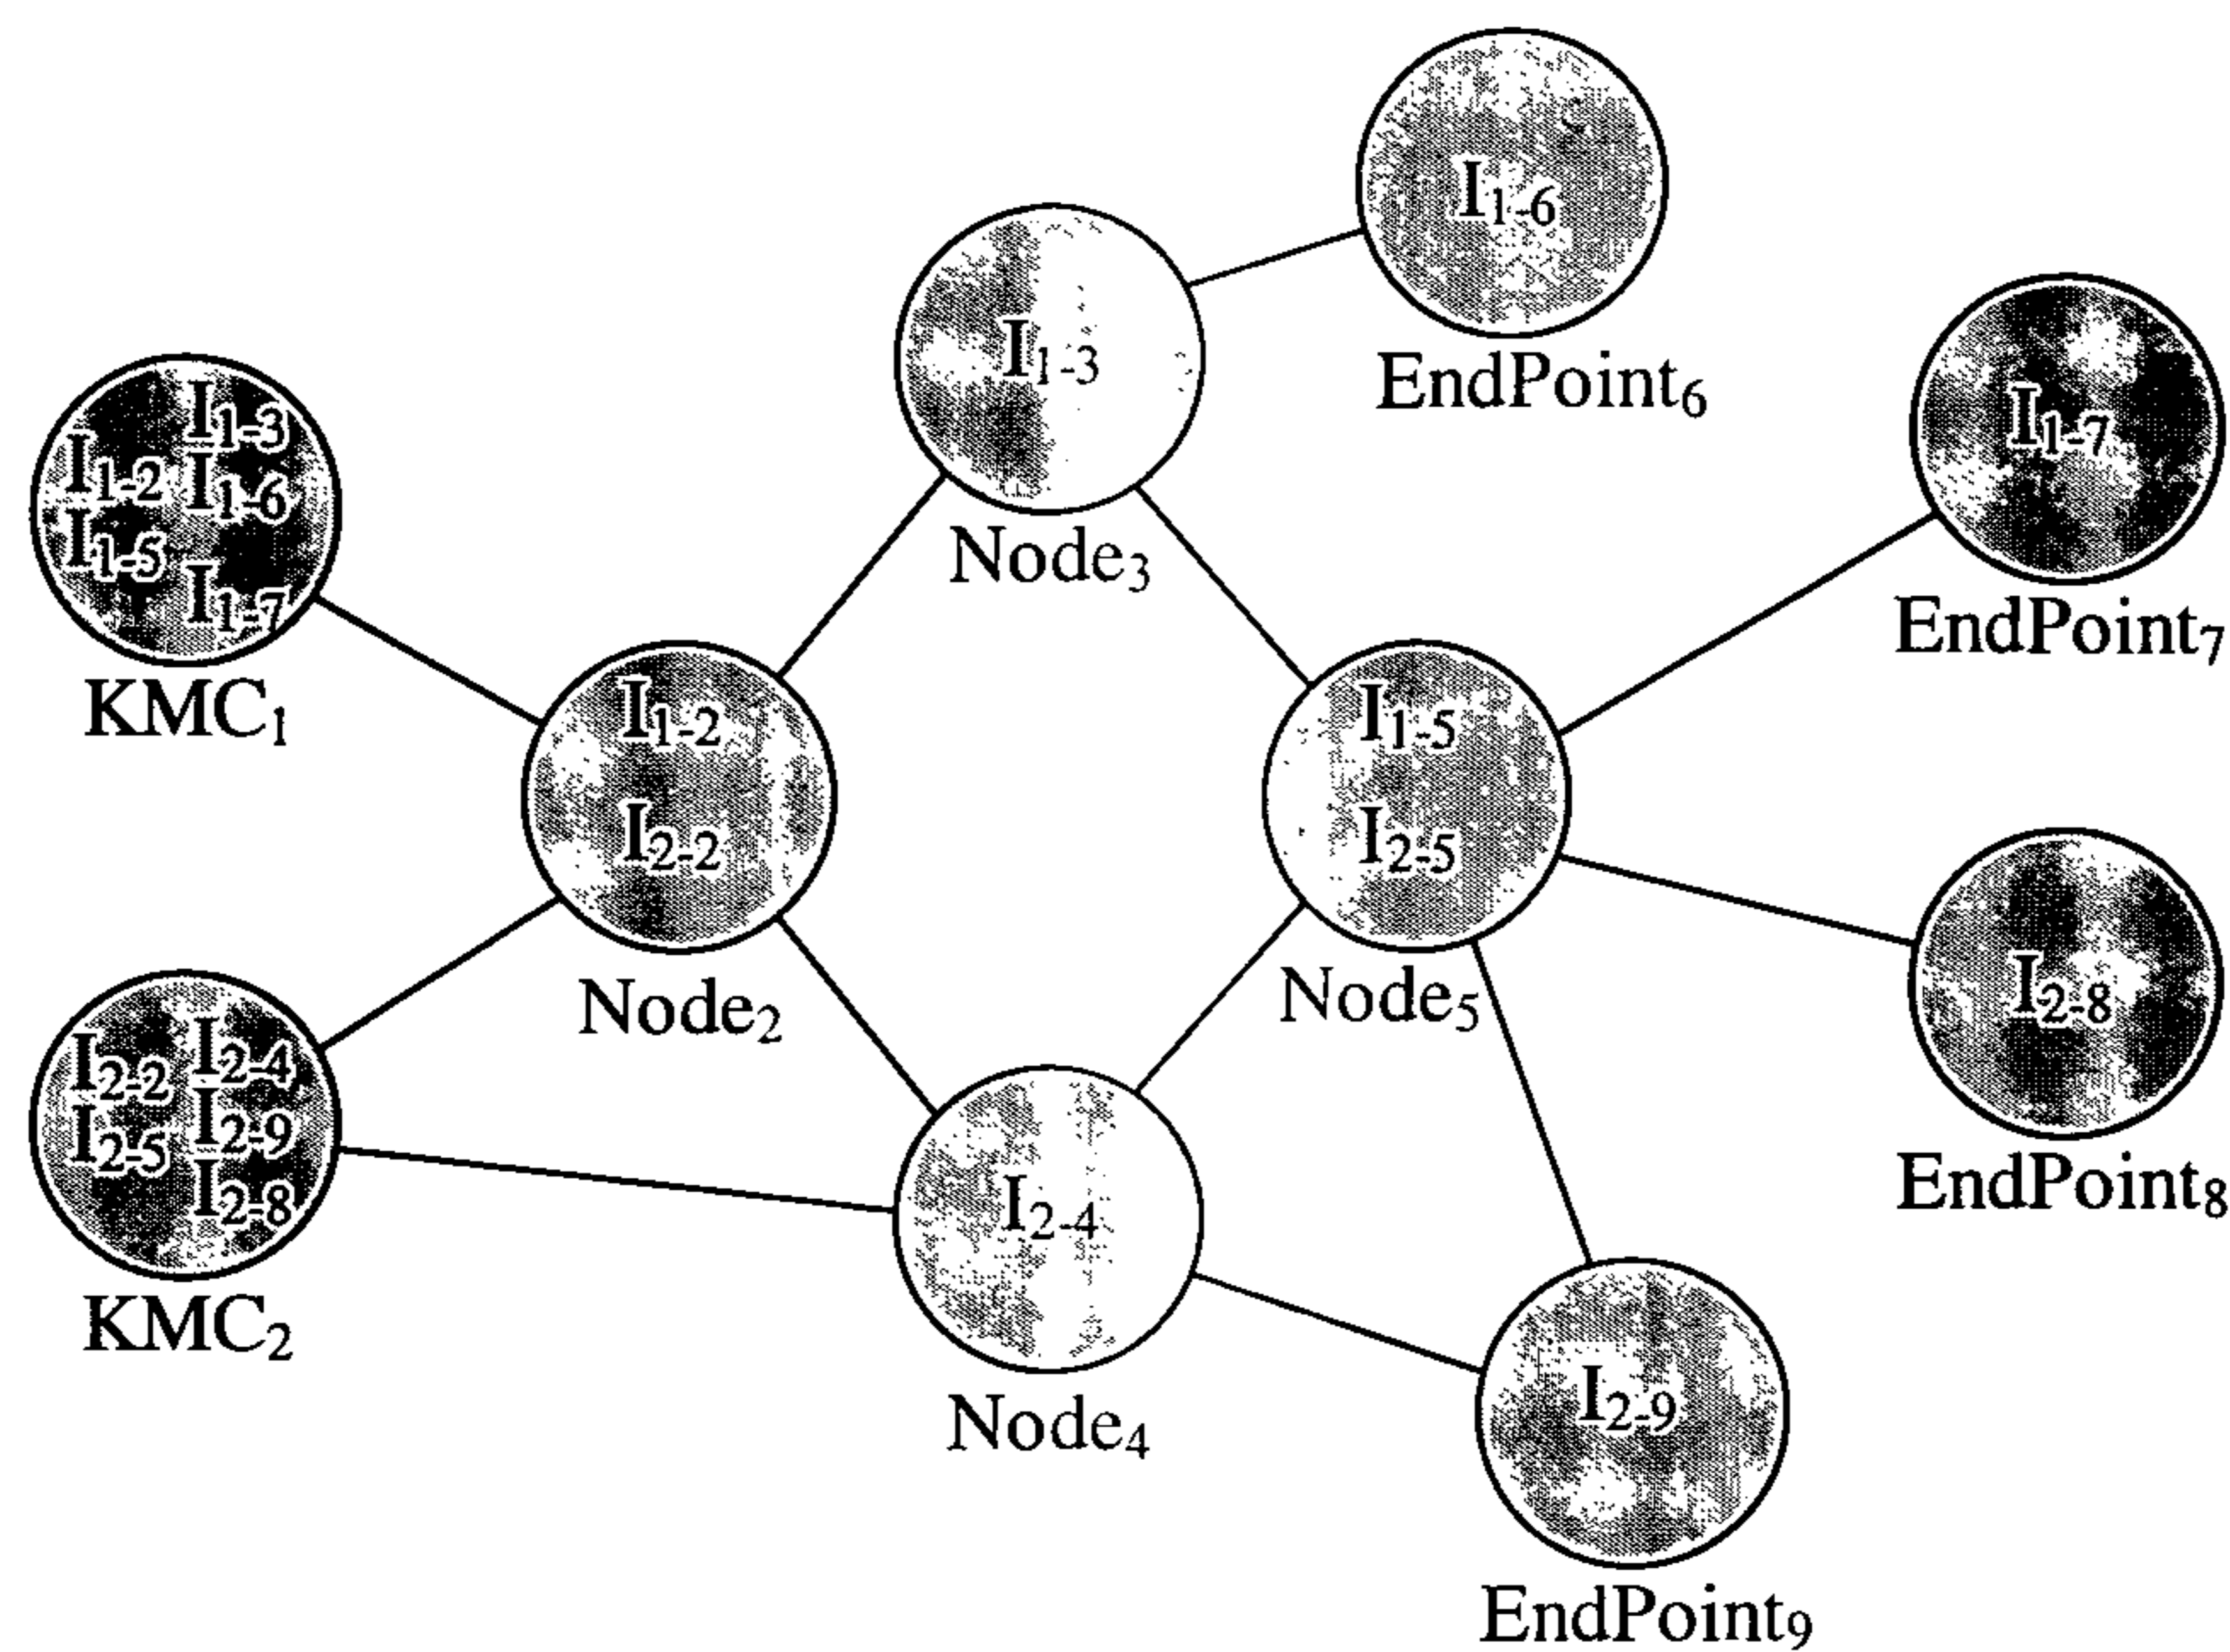 I₁₋₆
EndPoint₆
I₁₋₃
Node₃
I₁₋₇
EndPoint₇
I₁₋₃
I₁₋₂
I₁₋₆
I₁₋₅
I₁₋₇
KMC₁
I₁₋₂
I₂₋₂
Node₂
I₁₋₅
I₂₋₅
Node₅
I₂₋₈
EndPoint₈
I₂₋₄
I₂₋₂
I₂₋₉
I₂₋₅
I₂₋₈
KMC₂
I₂₋₄
Node₄
I₂₋₉
EndPoint₉